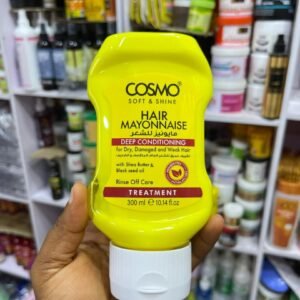 COSMO
SOFT & SHINE
HAIR
MAYONNAISE
مايونيز للشعر
DEEP CONDITIONING
for Dry, Damaged and Weak Hair
with Shea Butter &
black seed oil
Rinse Off Care
TREATMENT
300 ml ℮ 10.14 fl.oz